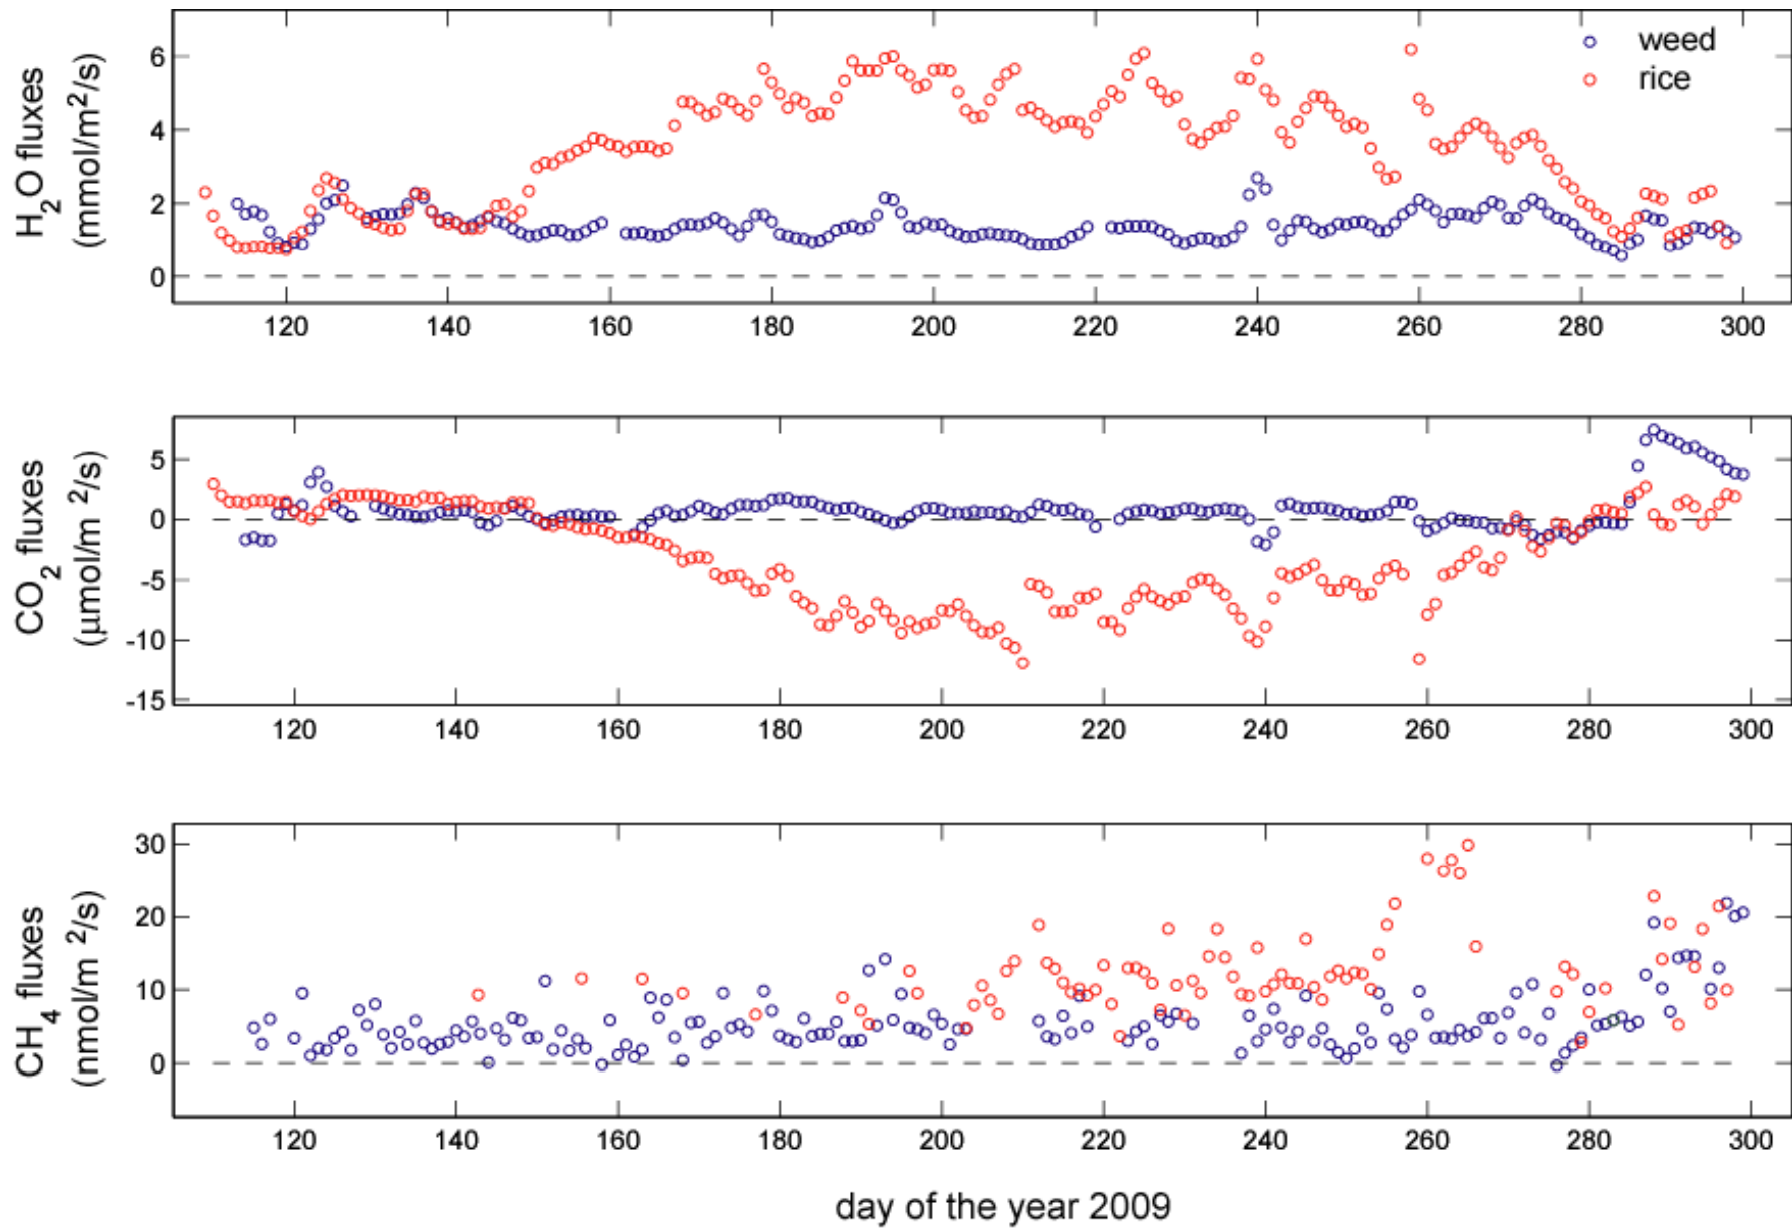 H2O fluxes
(mmol/m2/s)
6
4
2
0
weed
rice
120 140 160 180 200 220 240 260 280 300
CO2 fluxes
(μmol/m 2/s)
5
0
-5
-10
-15
120 140 160 180 200 220 240 260 280 300
CH4 fluxes
(nmol/m 2/s)
30
20
10
0
120 140 160 180 200 220 240 260 280 300
day of the year 2009